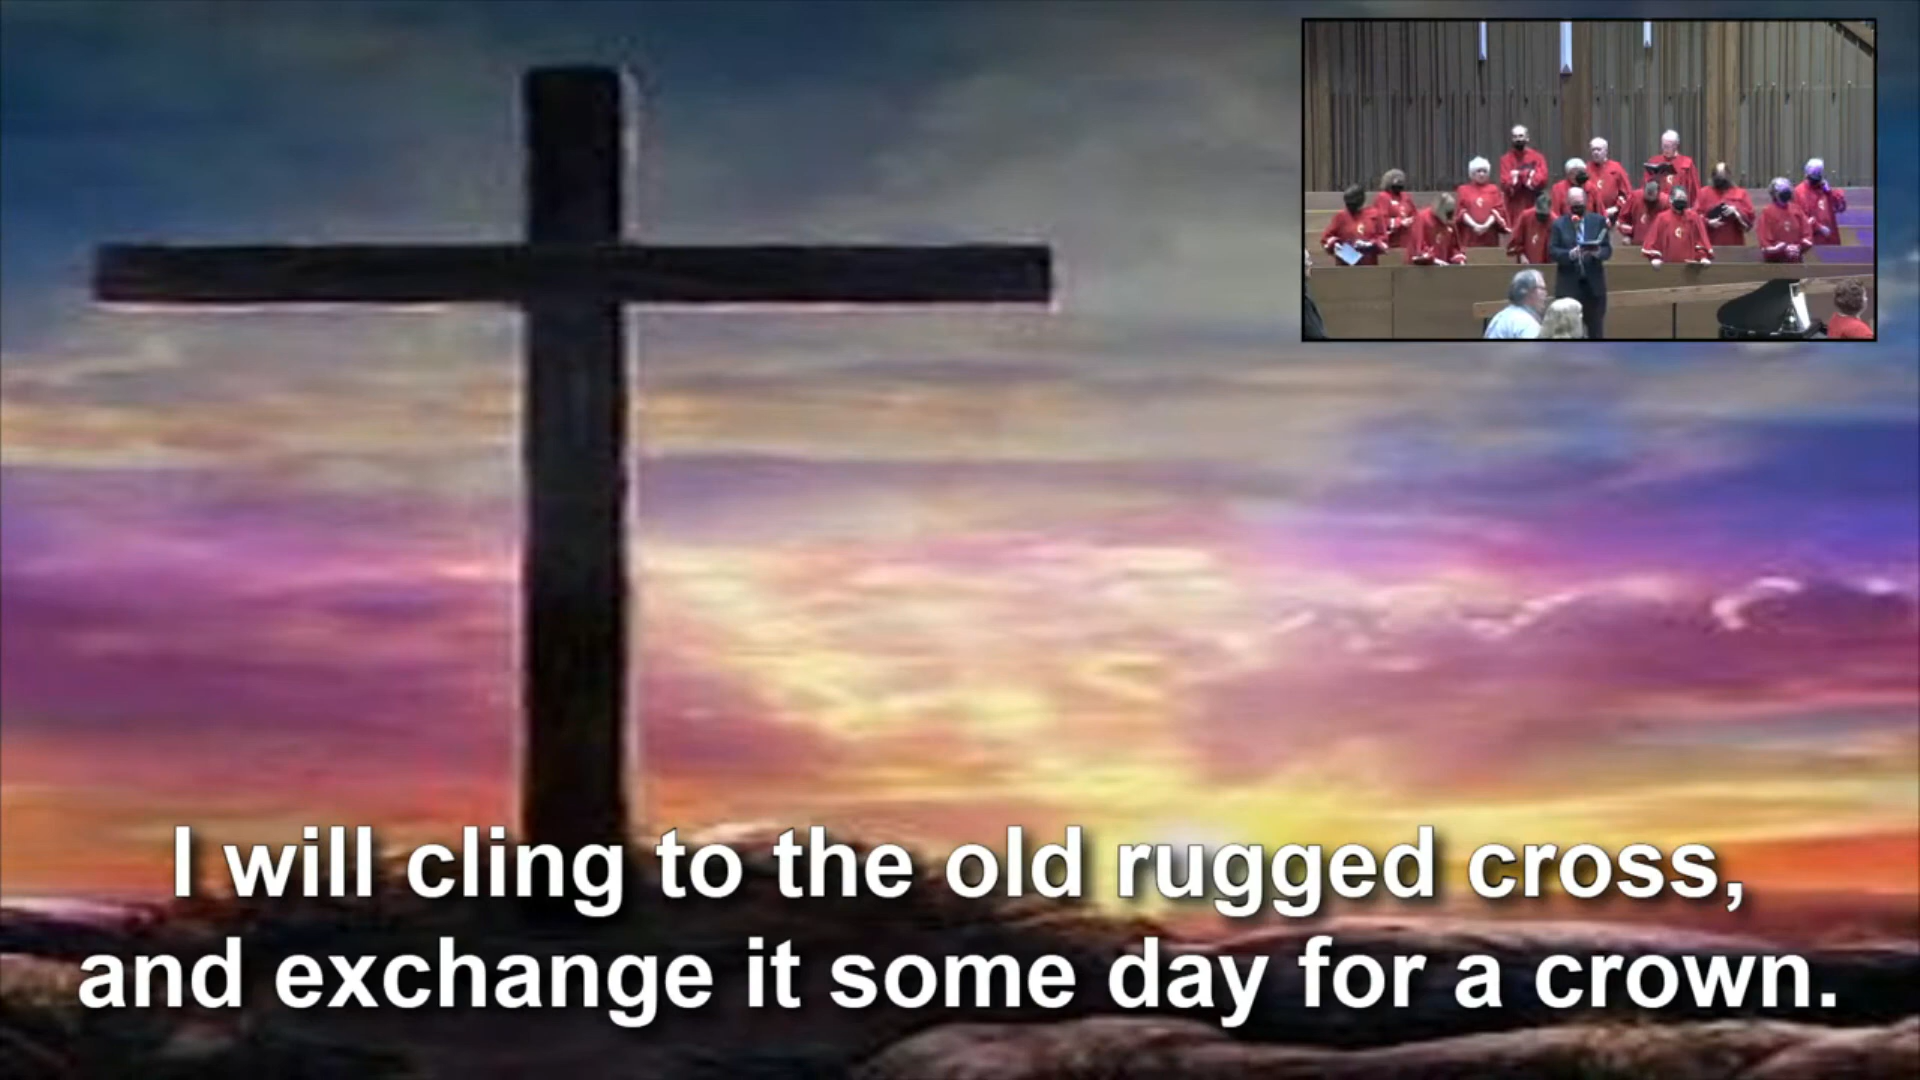 I will cling to the old rugged cross,
and exchange it some day for a crown.